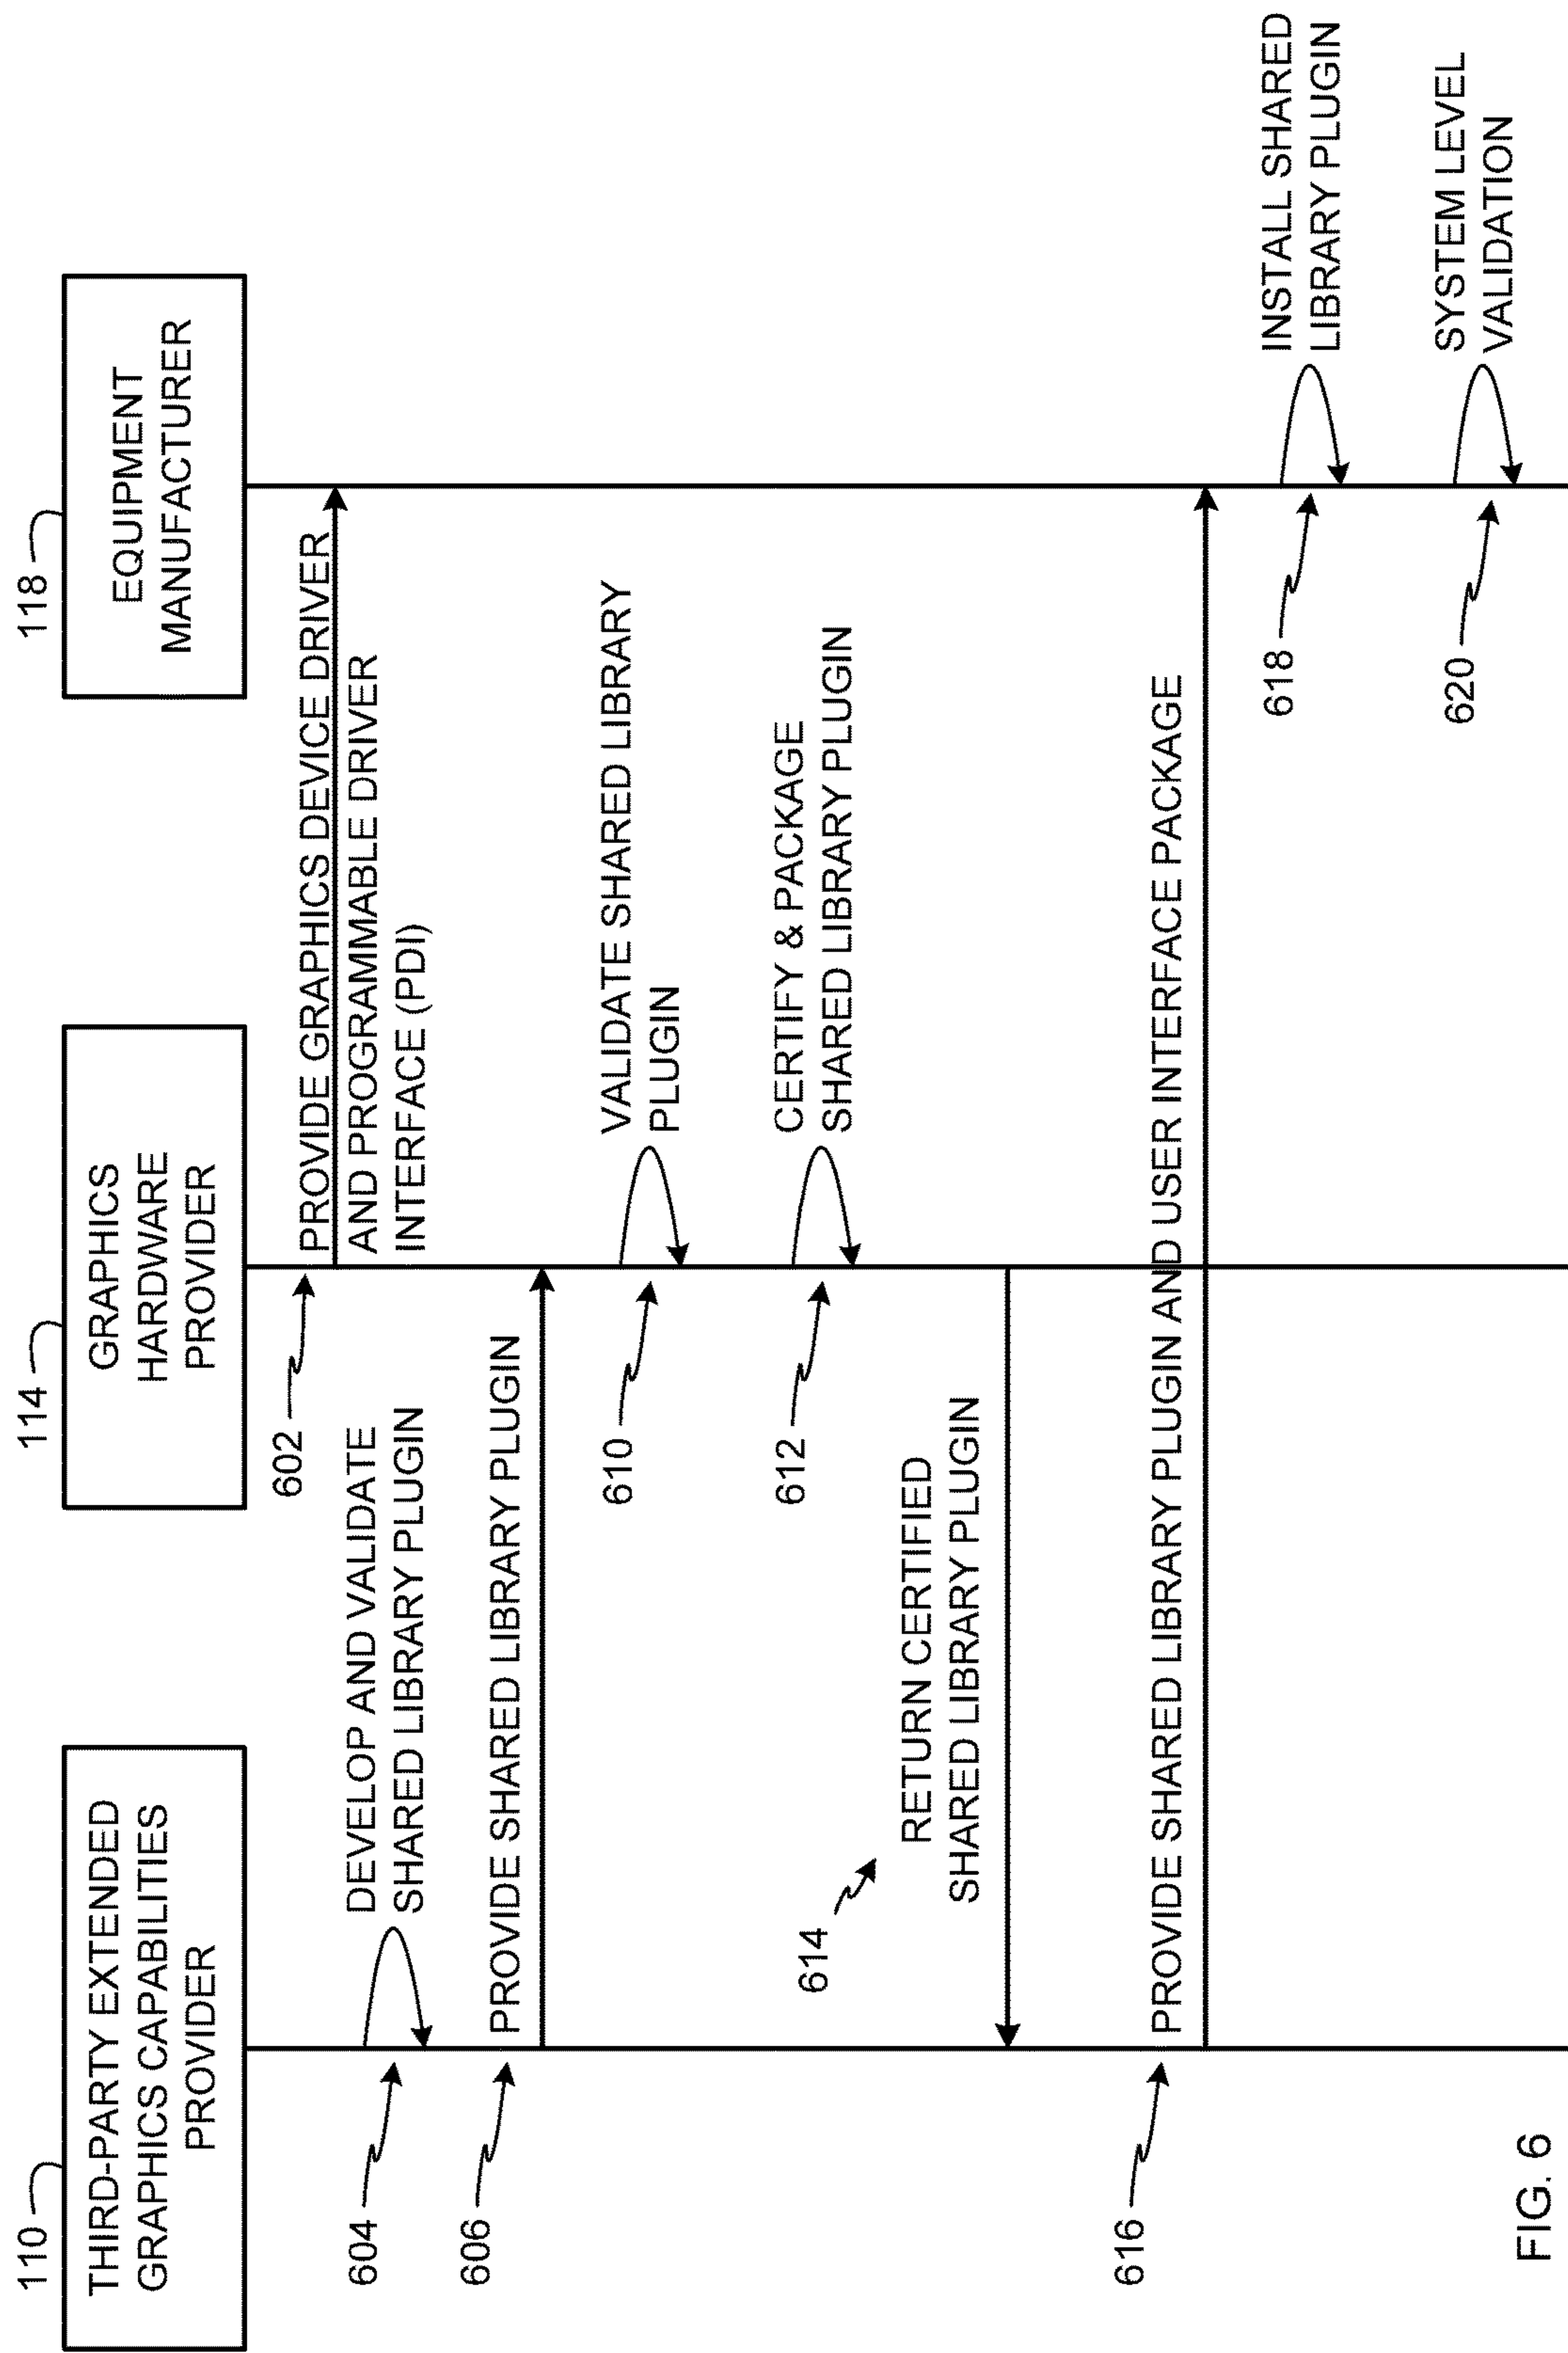 110
THIRD-PARTY EXTENDED
GRAPHICS CAPABILITIES
PROVIDER
114
GRAPHICS
HARDWARE
PROVIDER
118
EQUIPMENT
MANUFACTURER
602
PROVIDE GRAPHICS DEVICE DRIVER
AND PROGRAMMABLE DRIVER
INTERFACE (PDI)
604
DEVELOP AND VALIDATE
SHARED LIBRARY PLUGIN
606
PROVIDE SHARED LIBRARY PLUGIN
610
VALIDATE SHARED LIBRARY
PLUGIN
612
CERTIFY & PACKAGE
SHARED LIBRARY PLUGIN
614
RETURN CERTIFIED
SHARED LIBRARY PLUGIN
616
PROVIDE SHARED LIBRARY PLUGIN AND USER INTERFACE PACKAGE
618
INSTALL SHARED
LIBRARY PLUGIN
620
SYSTEM LEVEL
VALIDATION
FIG. 6